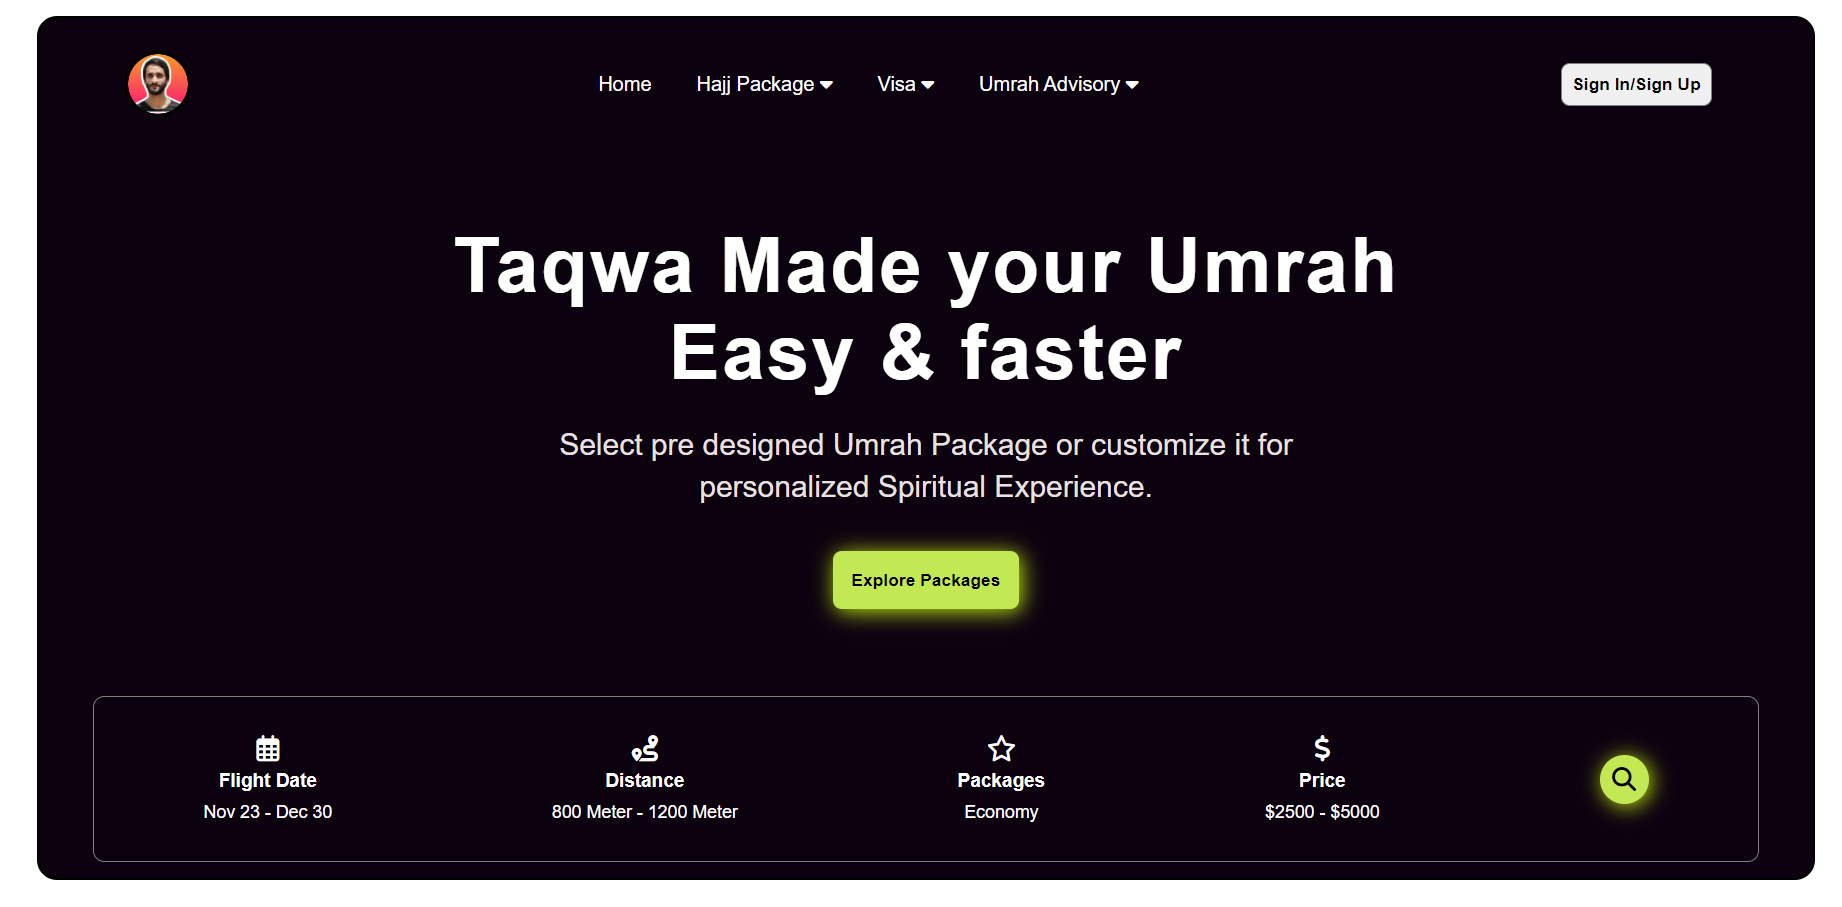 Home Hajj Package Visa Umrah Advisory Sign In/Sign Up
Taqwa Made your Umrah
Easy & faster
Select pre designed Umrah Package or customize it for
personalized Spiritual Experience.
Explore Packages
Flight Date Distance Packages Price
Nov 23 - Dec 30 800 Meter - 1200 Meter Economy $2500 - $5000